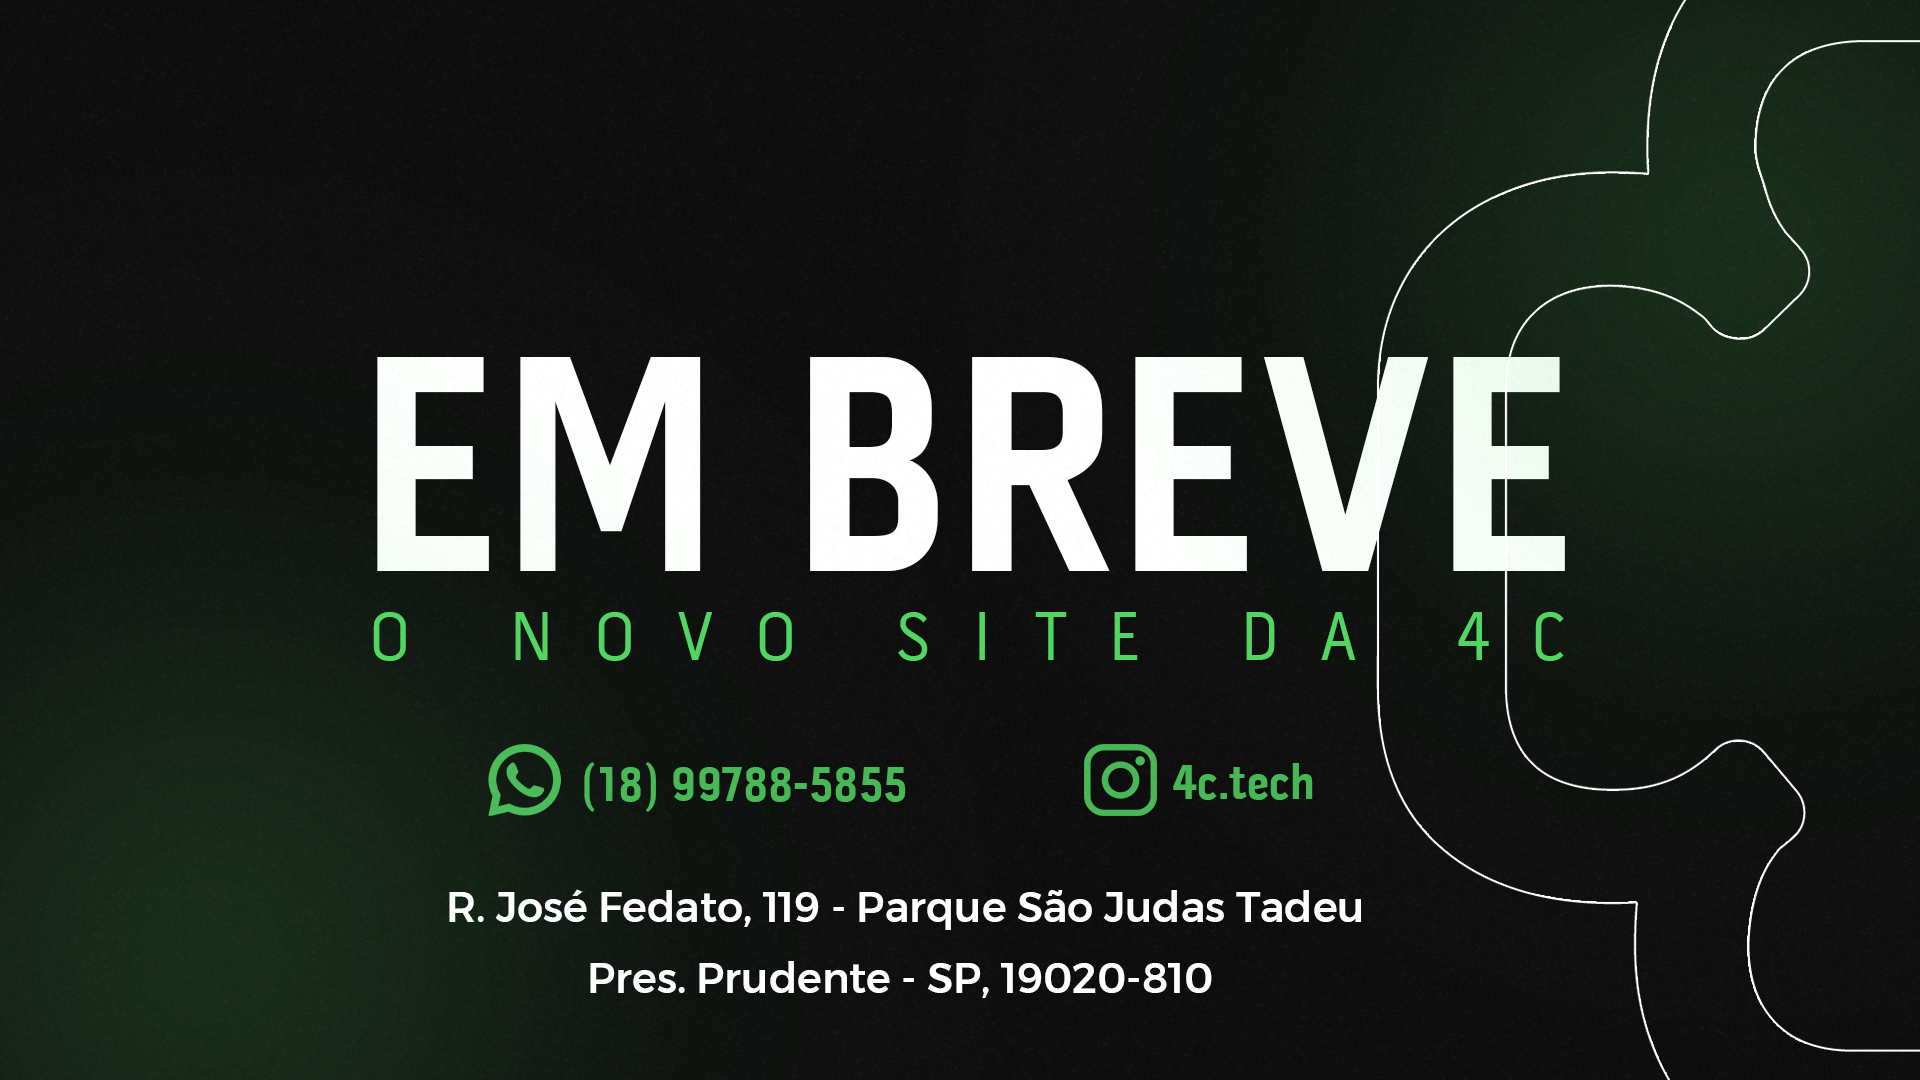 EM BREVE
O NOVO SITE DA 4C
(18) 99788-5855
4c.tech
R. José Fedato, 119 - Parque São Judas Tadeu
Pres. Prudente - SP, 19020-810